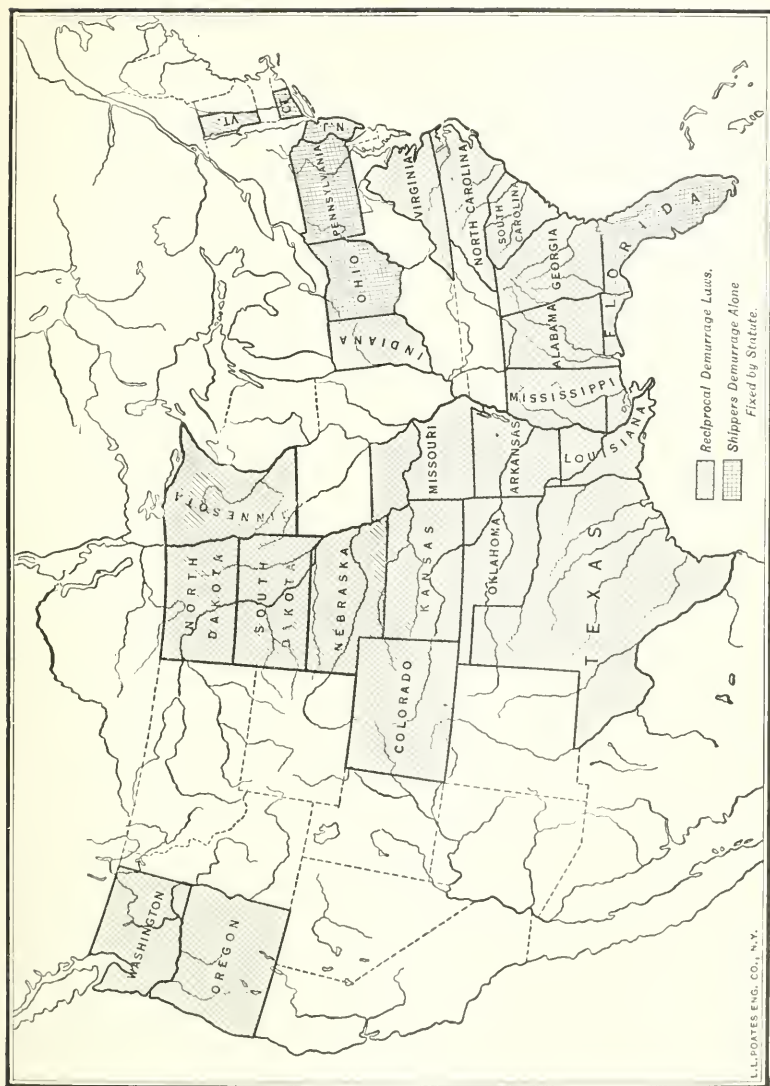 WASHINGTON
OREGON
NORTH
DAKOTA
SOUTH
DAKOTA
NEBRASKA
KANSAS
COLORADO
OKLAHOMA
TEXAS
MINNESOTA
MISSOURI
ARKANSAS
LOUISIANA
MISSISSIPPI
ALABAMA
GEORGIA
FLORIDA
SOUTH
CAROLINA
NORTH CAROLINA
VIRGINIA
INDIANA
OHIO
PENNSYLVANIA
N.J.
CT.
VT.
Reciprocal Demurrage Laws.
Shippers Demurrage Alone
Fixed by Statute.
L.L. POATES ENG. CO., N.Y.